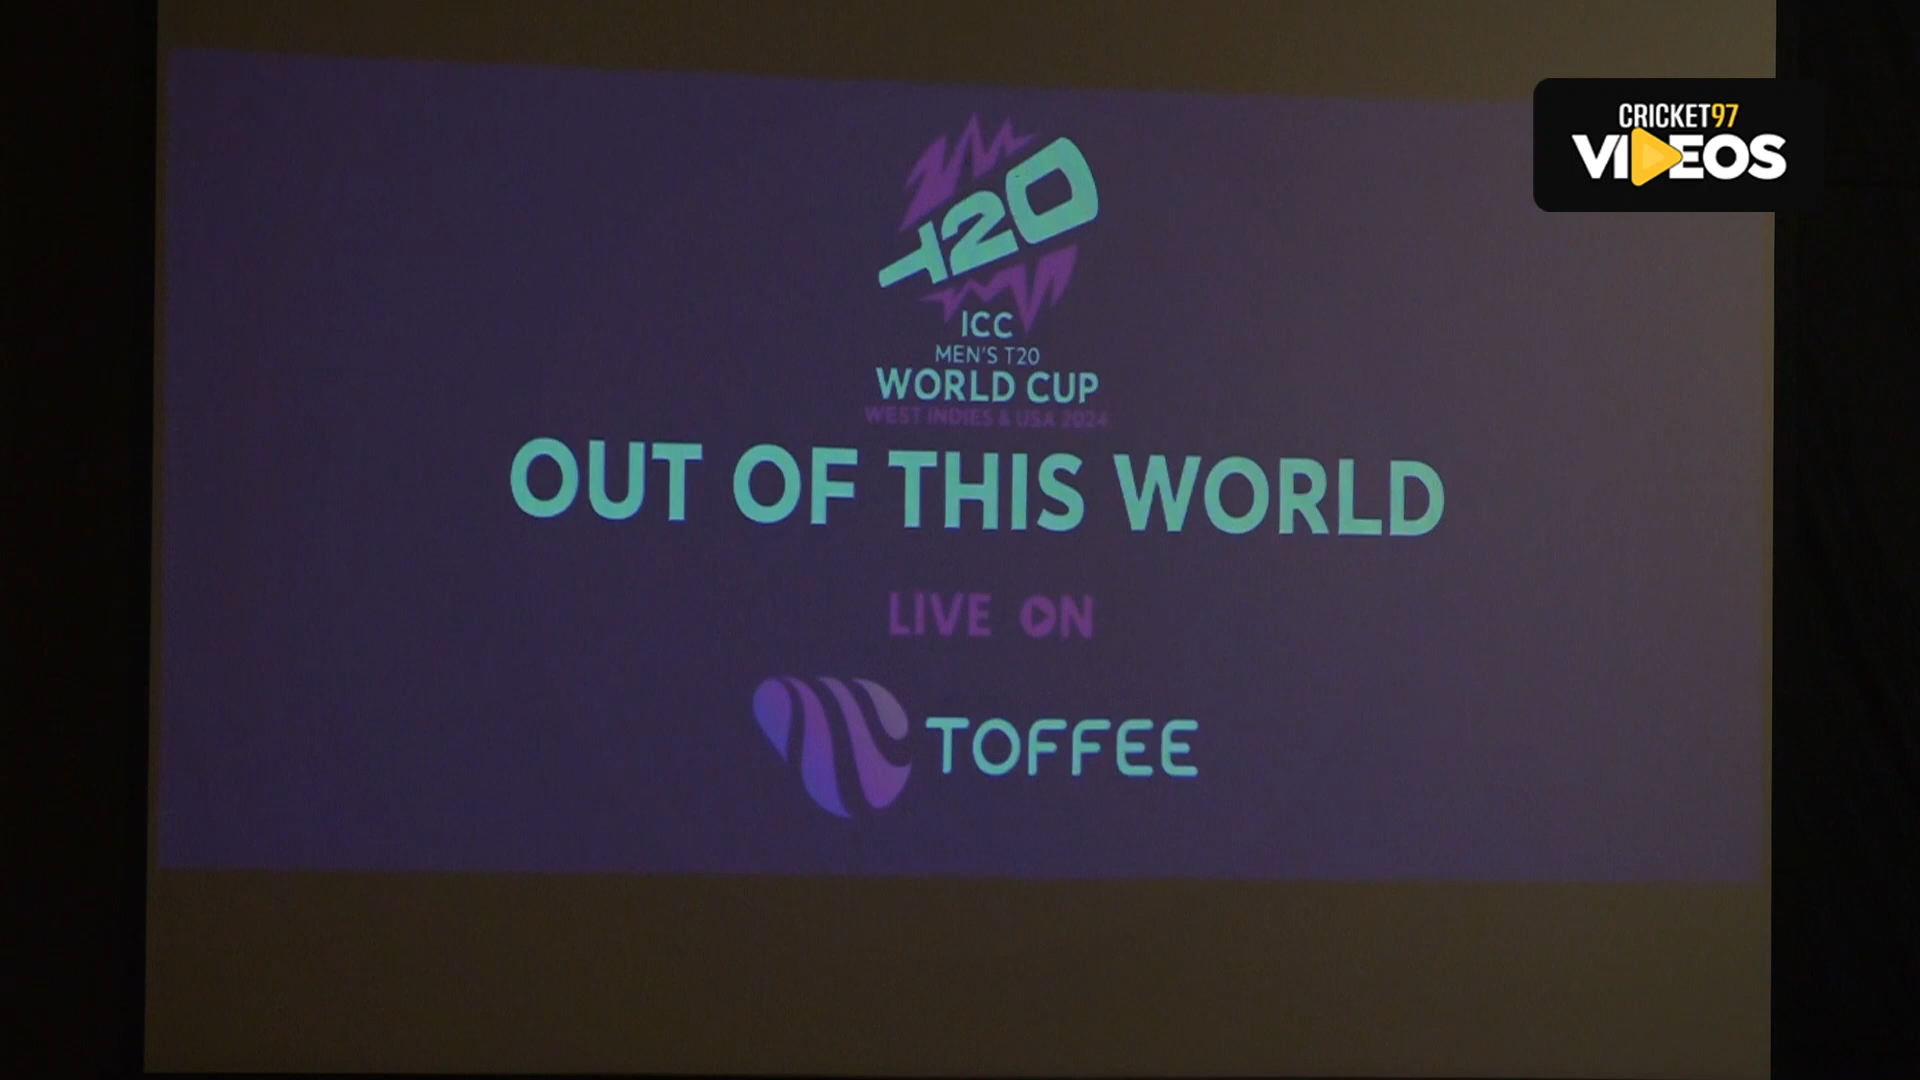 CRICKET97
VIDEOS
T20
ICC
MEN'S T20
WORLD CUP
WEST INDIES & USA 2024
OUT OF THIS WORLD
LIVE ON
TOFFEE